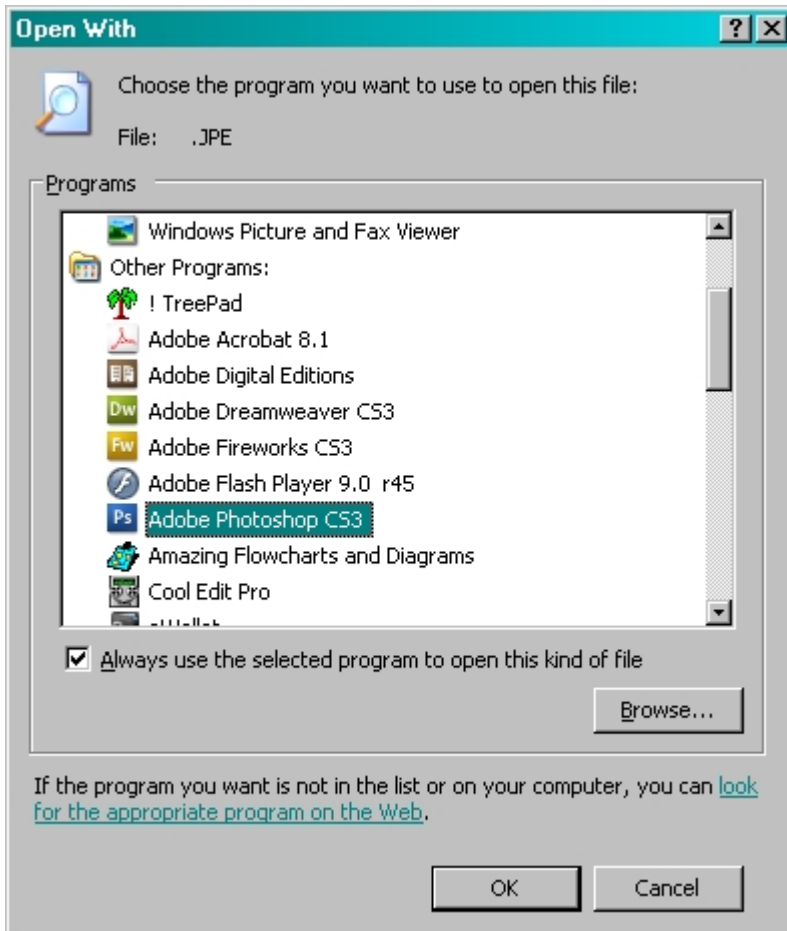 Open With
Choose the program you want to use to open this file:
File: .JPE
Programs
Windows Picture and Fax Viewer
Other Programs:
! TreePad
Adobe Acrobat 8.1
Adobe Digital Editions
Dw Adobe Dreamweaver CS3
Fw Adobe Fireworks CS3
Adobe Flash Player 9.0 r45
Ps Adobe Photoshop CS3
Amazing Flowcharts and Diagrams
Cool Edit Pro
Always use the selected program to open this kind of file
Browse...
If the program you want is not in the list or on your computer, you can look
for the appropriate program on the Web.
OK Cancel